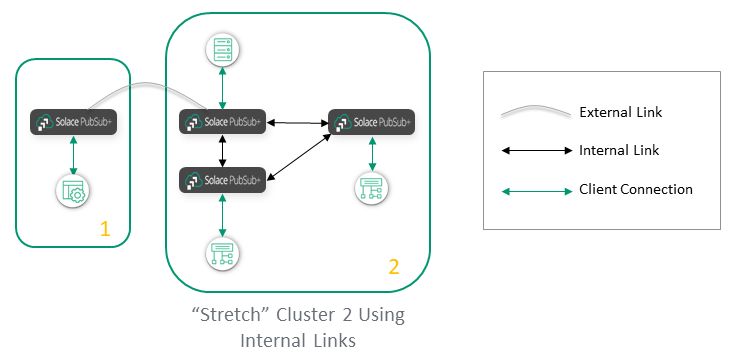 Solace PubSub+
Solace PubSub+
Solace PubSub+
Solace PubSub+
1
2
External Link
Internal Link
Client Connection
“Stretch” Cluster 2 Using
Internal Links